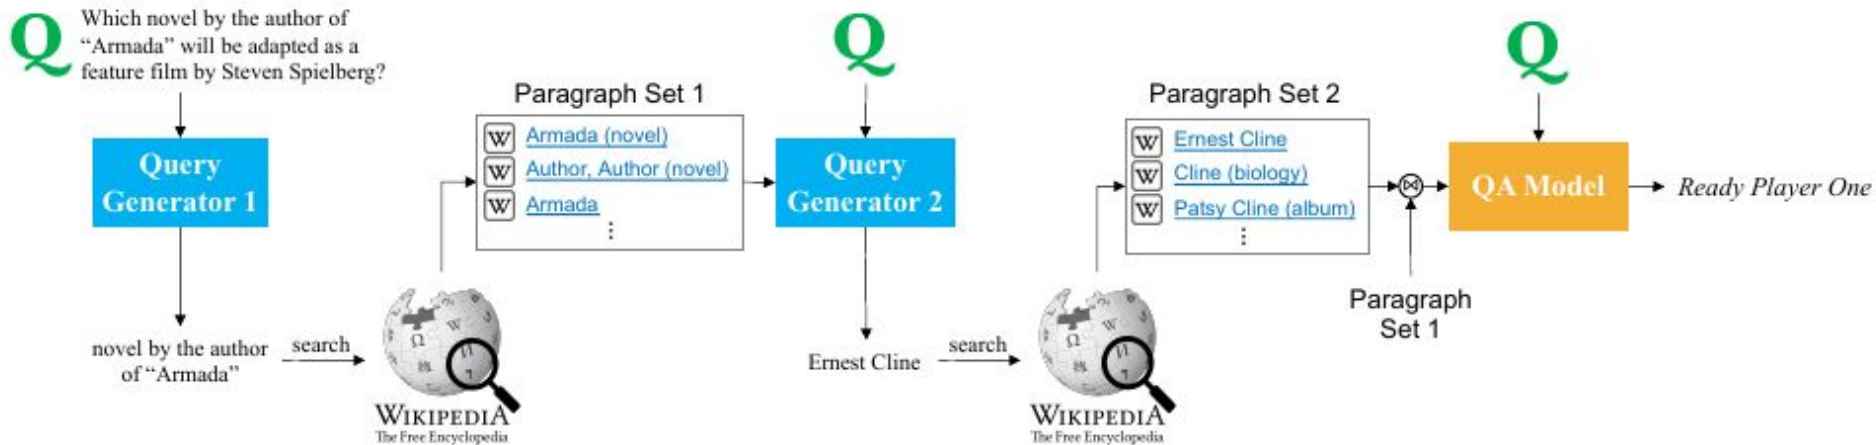 Q
Which novel by the author of
“Armada” will be adapted as a
feature film by Steven Spielberg?
Query
Generator 1
novel by the author
of “Armada”
search
WIKIPEDIA
The Free Encyclopedia
Paragraph Set 1
W Armada (novel)
W Author, Author (novel)
W Armada
⋮
Q
Query
Generator 2
Ernest Cline
search
WIKIPEDIA
The Free Encyclopedia
Paragraph Set 2
W Ernest Cline
W Cline (biology)
W Patsy Cline (album)
⋮
Paragraph
Set 1
Q
QA Model
Ready Player One